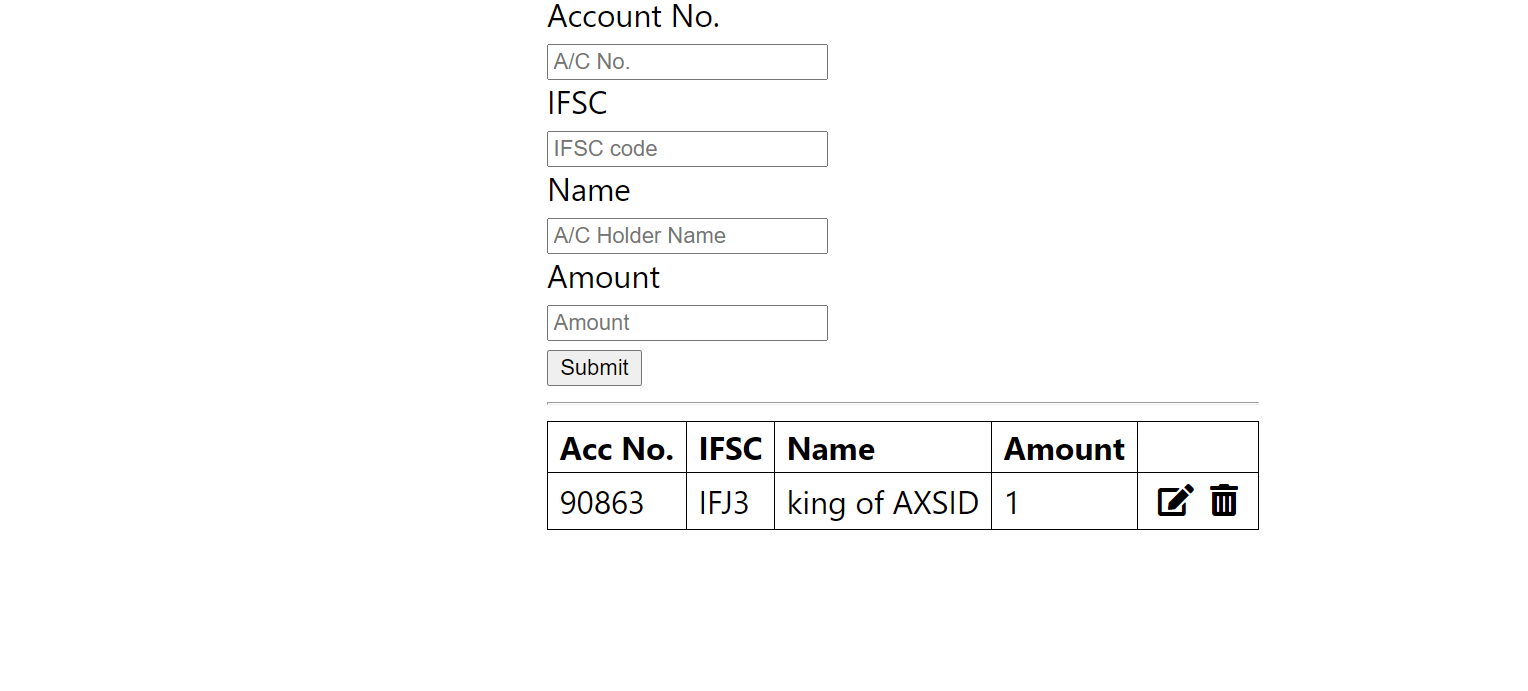 Account No.
A/C No.
IFSC
IFSC code
Name
A/C Holder Name
Amount
Amount
Submit
Acc No. IFSC Name Amount
90863 IFJ3 king of AXSID 1